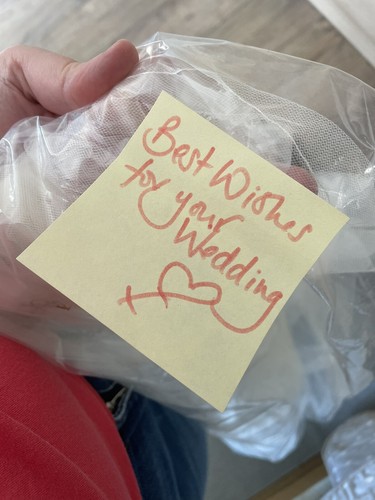 Best Wishes
for your
Wedding
x